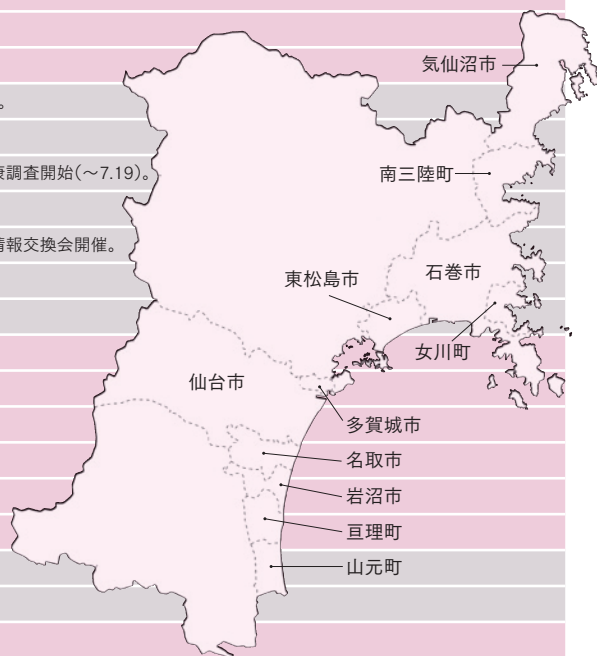 気仙沼市
。
康調査開始(～7.19)。
南三陸町
情報交換会開催。
石巻市
東松島市
女川町
仙台市
多賀城市
名取市
岩沼市
亘理町
山元町